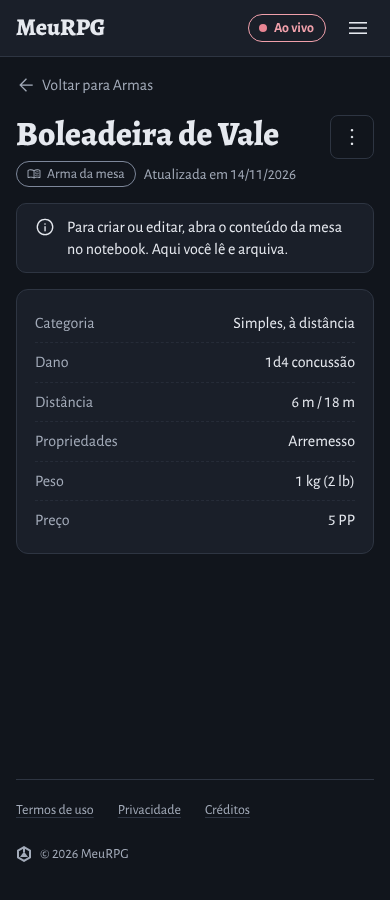 MeuRPG
Ao vivo
Voltar para Armas
Boleadeira de Vale
Arma da mesa
Atualizada em 14/11/2026
Para criar ou editar, abra o conteúdo da mesa
no notebook. Aqui você lê e arquiva.
Categoria
Simples, à distância
Dano
1d4 concussão
Distância
6 m / 18 m
Propriedades
Arremesso
Peso
1 kg (2 lb)
Preço
5 PP
Termos de uso
Privacidade
Créditos
© 2026 MeuRPG